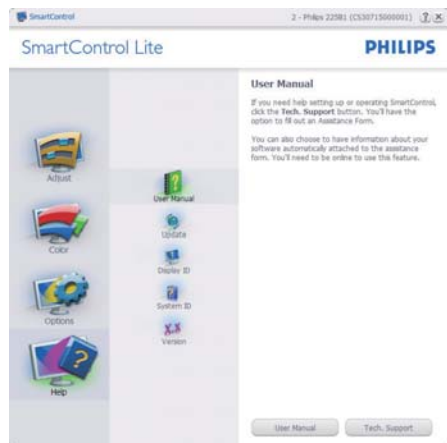 SmartControl
2 - Philips 225B1 (CS30715000001)
SmartControl Lite
PHILIPS
Adjust
Color
Options
Help
User Manual
Update
Display ID
System ID
X.X
Version
User Manual
If you need help setting up or operating SmartControl,
click the Tech. Support button. You'll have the
option to fill out an Assistance Form.
You can also choose to have information about your
software automatically attached to the assistance
form. You'll need to be online to use this feature.
User Manual
Tech. Support